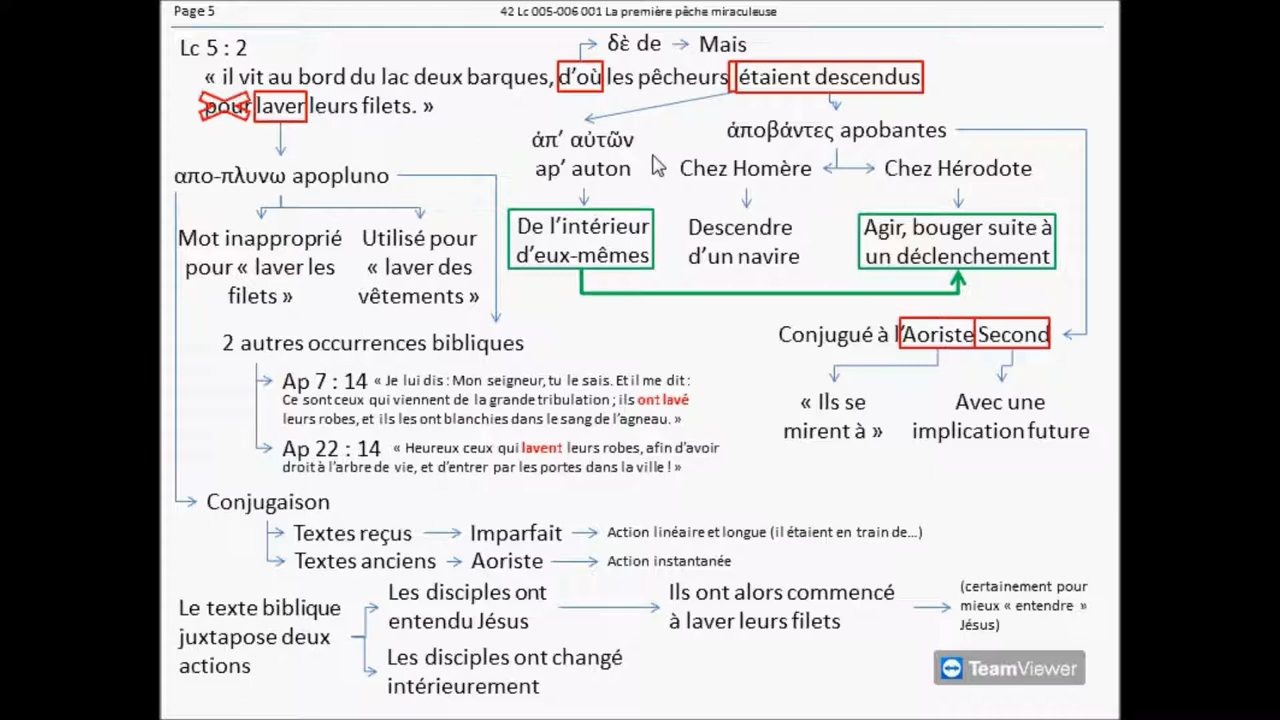 Page 5
42 Lc 005-006 001 La première pêche miraculeuse
Lc 5 : 2
δὲ de
Mais
« il vit au bord du lac deux barques, d’où les pêcheurs étaient descendus
pour laver leurs filets. »
ἀπ’ αὐτῶν
ap’ auton
ἀποβάντες apobantes
Chez Homère
Chez Hérodote
απο-πλυνω apopluno
De l’intérieur
d’eux-mêmes
Descendre
d’un navire
Agir, bouger suite à
un déclenchement
Mot inapproprié
pour « laver les
filets »
Utilisé pour
« laver des
vêtements »
Conjugué à l’Aoriste Second
« Ils se
mirent à »
Avec une
implication future
2 autres occurrences bibliques
Ap 7 : 14 « Je lui dis : Mon seigneur, tu le sais. Et il me dit :
Ce sont ceux qui viennent de la grande tribulation ; ils ont lavé
leurs robes, et ils les ont blanchies dans le sang de l’agneau. »
Ap 22 : 14 « Heureux ceux qui lavent leurs robes, afin d’avoir
droit à l’arbre de vie, et d’entrer par les portes dans la ville ! »
Conjugaison
Textes reçus
Imparfait
Action linéaire et longue (il étaient en train de…)
Textes anciens
Aoriste
Action instantanée
Le texte biblique
juxtapose deux
actions
Les disciples ont
entendu Jésus
Ils ont alors commencé
à laver leurs filets
(certainement pour
mieux « entendre »
Jésus)
Les disciples ont changé
intérieurement
TeamViewer